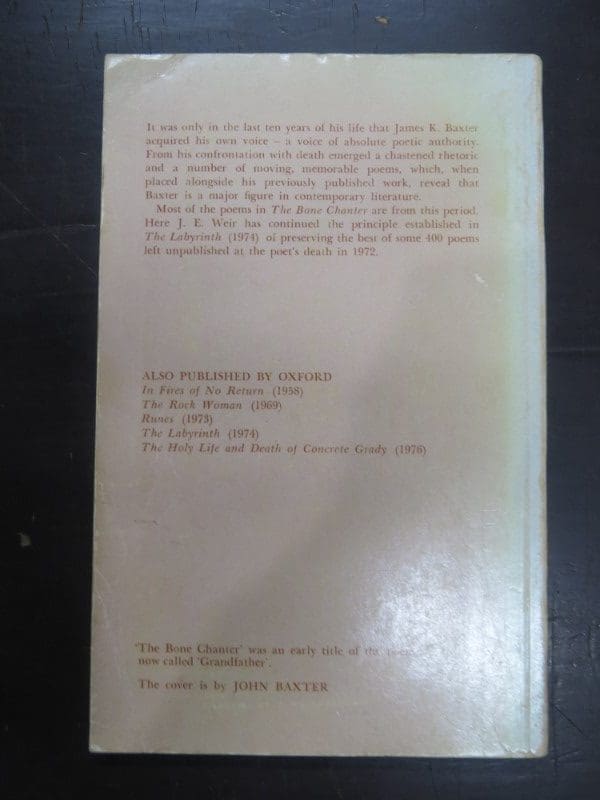 It was only in the last ten years of his life that James K. Baxter
acquired his own voice – a voice of absolute poetic authority.
From his confrontation with death emerged a chastened rhetoric
and a number of moving, memorable poems, which, when
placed alongside his previously published work, reveal that
Baxter is a major figure in contemporary literature.
Most of the poems in The Bone Chanter are from this period.
Here J. E. Weir has continued the principle established in
The Labyrinth (1974) of preserving the best of some 400 poems
left unpublished at the poet's death in 1972.
ALSO PUBLISHED BY OXFORD
In Fires of No Return (1958)
The Rock Woman (1969)
Runes (1973)
The Labyrinth (1974)
The Holy Life and Death of Concrete Grady (1976)
'The Bone Chanter' was an early title of the poem
now called 'Grandfather'.
The cover is by JOHN BAXTER